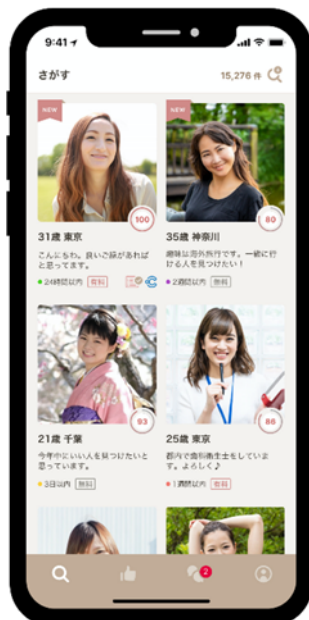 9:41
さがす
15,276 件
NEW
NEW
100
80
31歳 東京
35歳 神奈川
こんにちわ。良いご縁があれば
と思ってます。
趣味は海外旅行です。一緒に行
ける人を見つけたい!
24時間以内 有料
2週間以内 無料
93
86
21歳 千葉
25歳 東京
今年中にいい人を見つけたいと
思っています。
都内で歯科衛生士をしていま
す。よろしく♪
3日以内 無料
1週間以内 有料
2